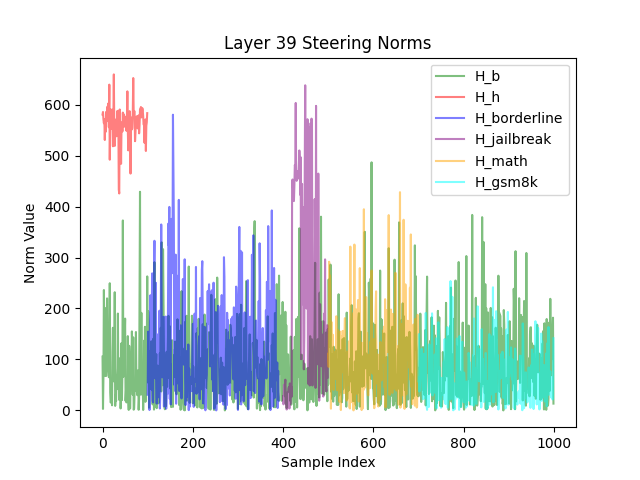 Layer 39 Steering Norms
Norm Value
600
500
400
300
200
100
0
0
200
400
600
800
1000
Sample Index
H_b
H_h
H_borderline
H_jailbreak
H_math
H_gsm8k